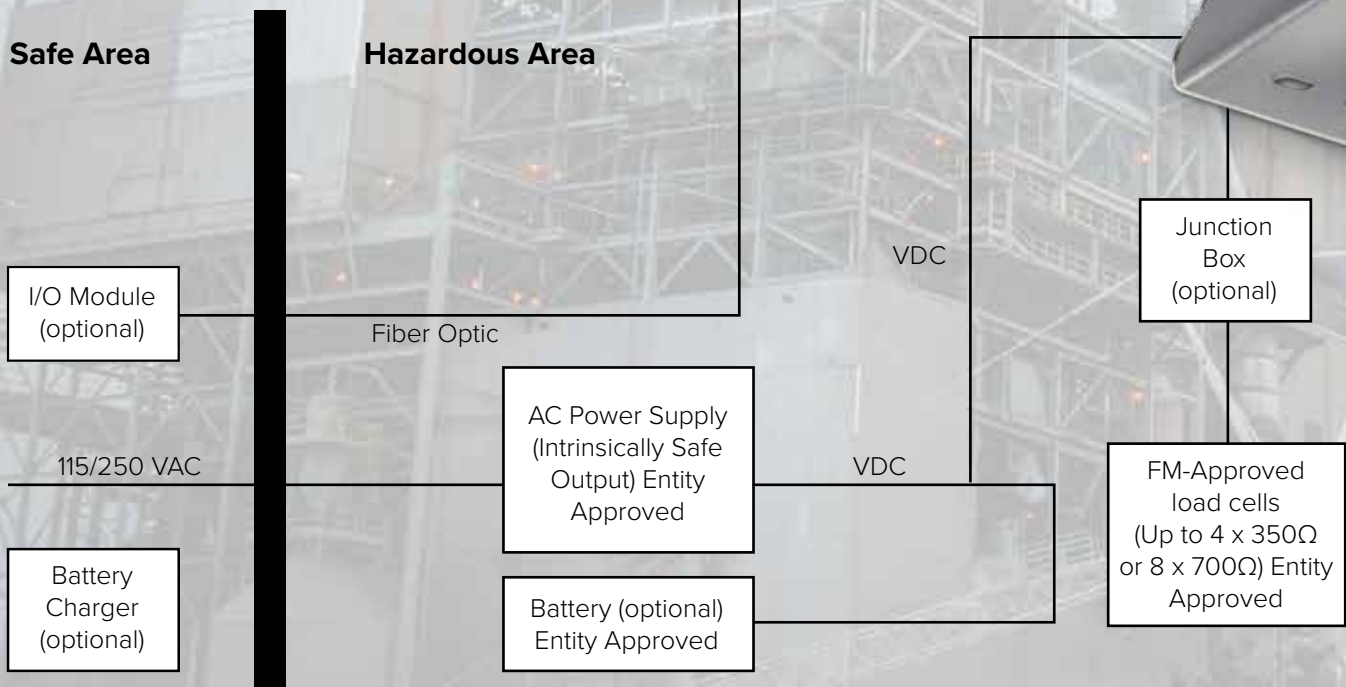 Safe Area
Hazardous Area
VDC
Junction
Box
(optional)
I/O Module
(optional)
Fiber Optic
AC Power Supply
(Intrinsically Safe
Output) Entity
Approved
115/250 VAC
VDC
FM-Approved
load cells
(Up to 4 x 350Ω
or 8 x 700Ω) Entity
Approved
Battery
Charger
(optional)
Battery (optional)
Entity Approved